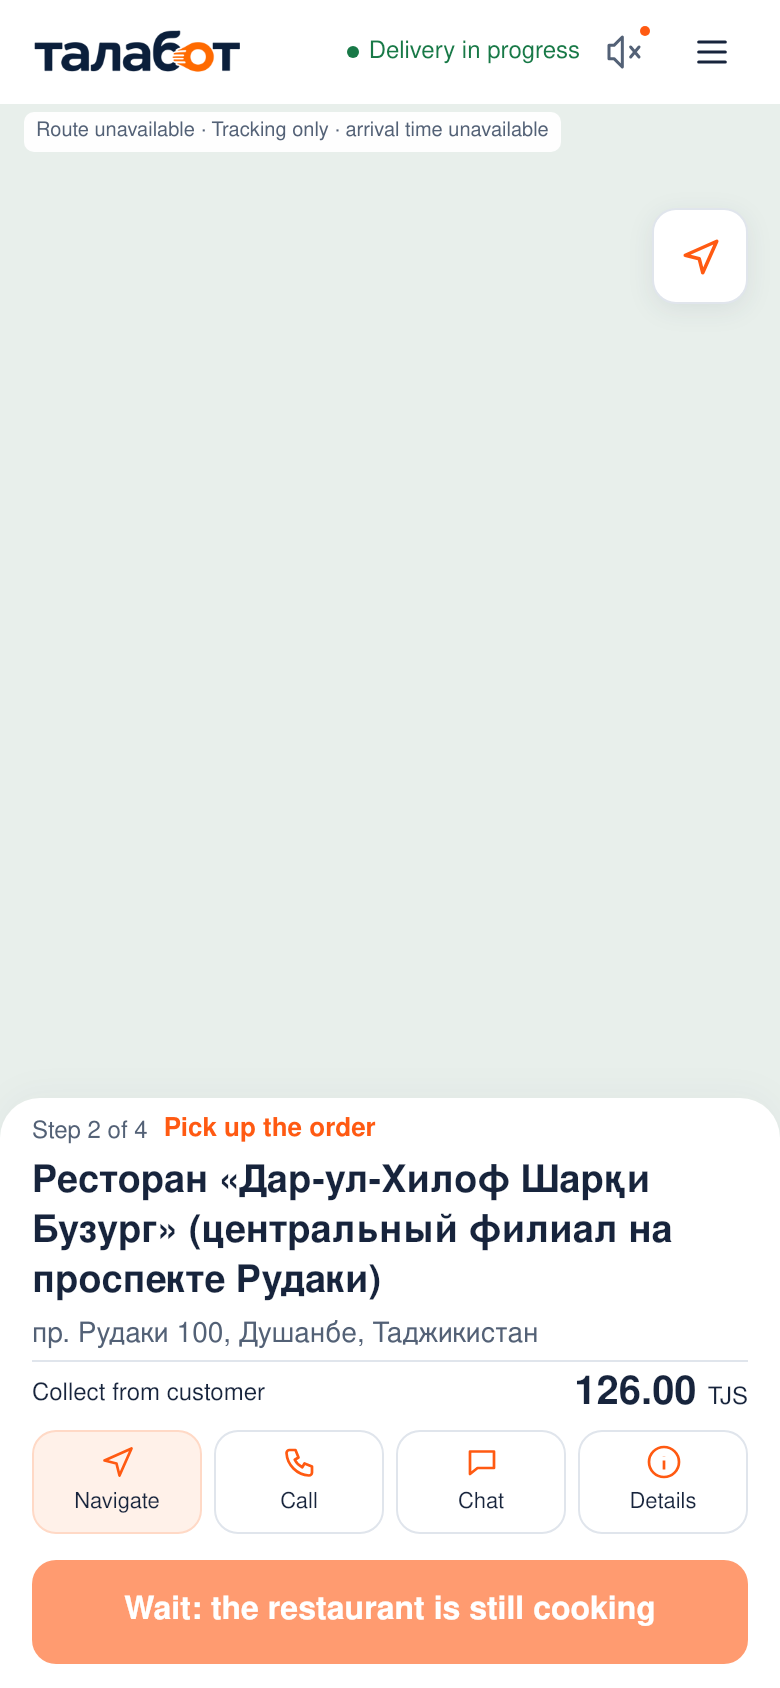 талабот
Delivery in progress
Route unavailable · Tracking only · arrival time unavailable
Step 2 of 4 Pick up the order
Ресторан «Дар-ул-Хилоф Шарқи
Бузург» (центральный филиал на
проспекте Рудаки)
пр. Рудаки 100, Душанбе, Таджикистан
Collect from customer 126.00 TJS
Navigate Call Chat Details
Wait: the restaurant is still cooking